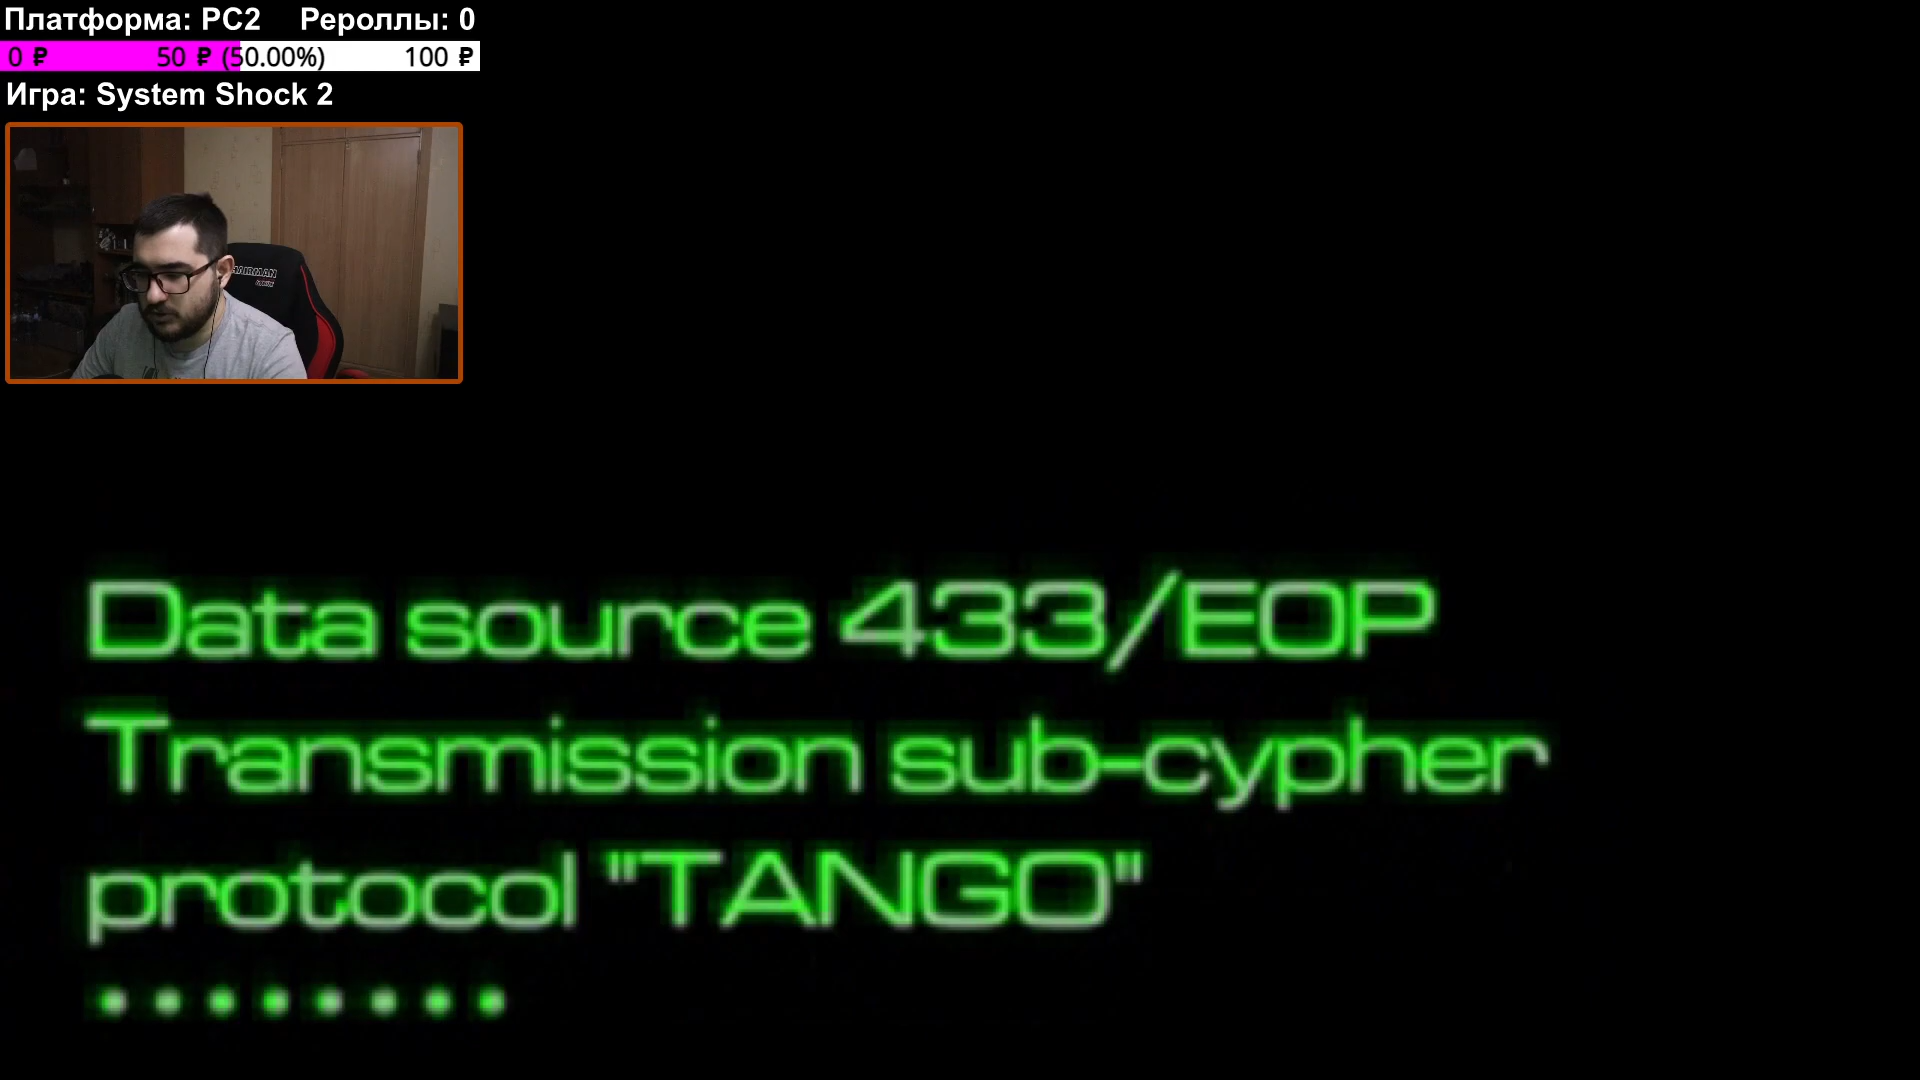 Платформа: PC2 Рероллы: 0
0 ₽ 50 ₽ (50.00%) 100 ₽
Игра: System Shock 2
Data source 433/EOP
Transmission sub-cypher
protocol "TANGO"
........